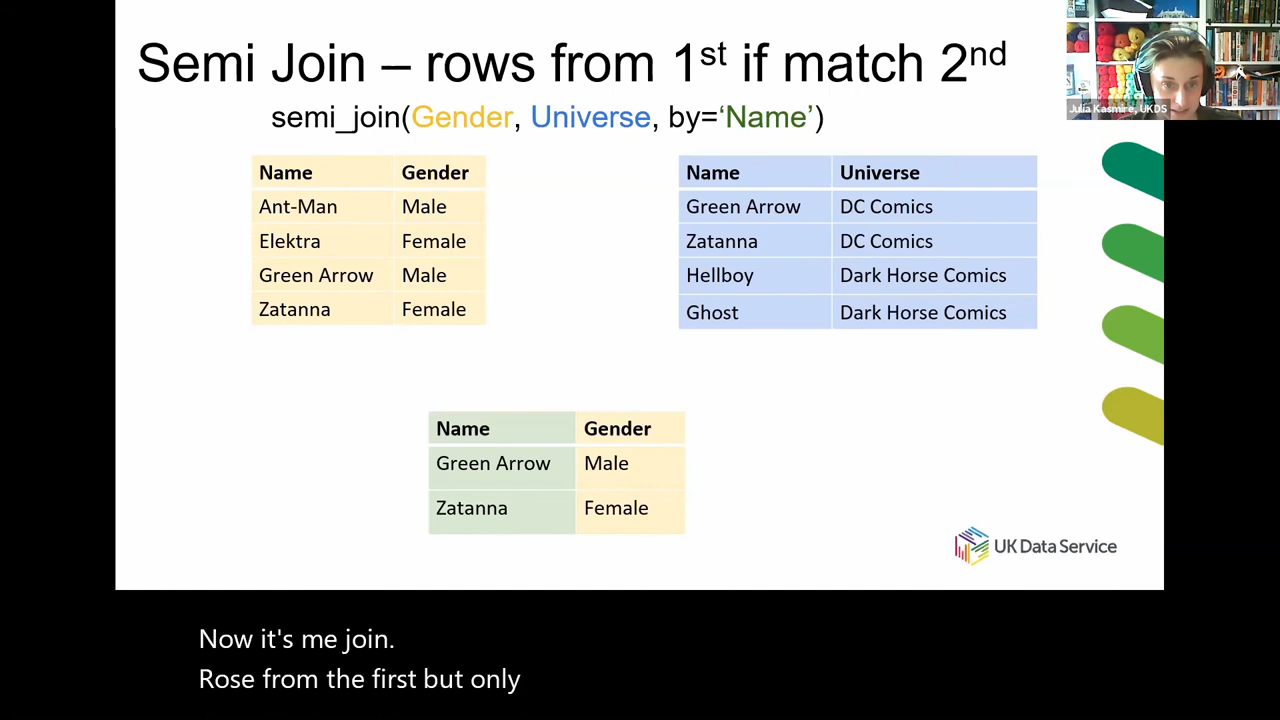 Semi Join – rows from 1st if match 2nd
semi_join(Gender, Universe, by=‘Name’)
Julia Kasmire, UKDS
Name Gender
Ant-Man Male
Elektra Female
Green Arrow Male
Zatanna Female
Name Universe
Green Arrow DC Comics
Zatanna DC Comics
Hellboy Dark Horse Comics
Ghost Dark Horse Comics
Name Gender
Green Arrow Male
Zatanna Female
UK Data Service
Now it's me join.
Rose from the first but only